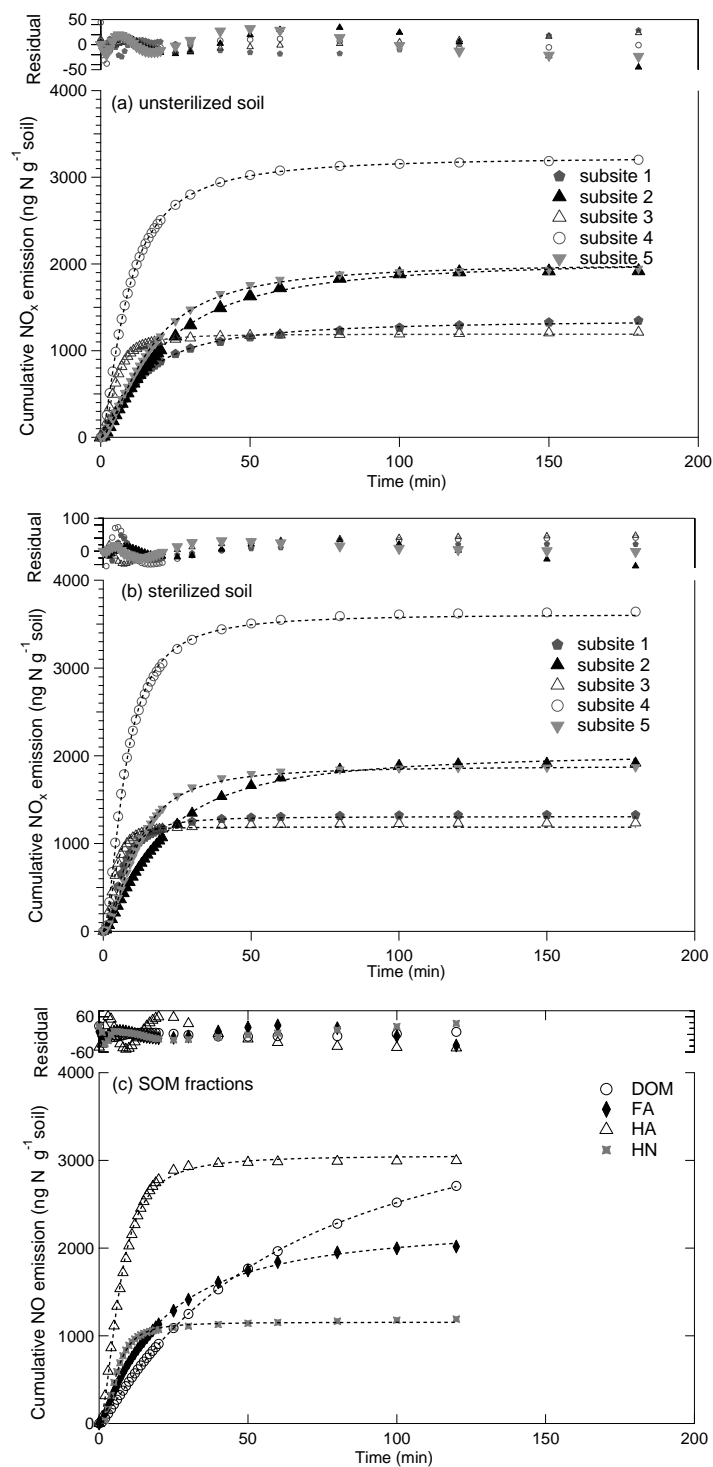 Residual
50
0
-50
(a) unsterilized soil
Cumulative NOx emission (ng N g-1 soil)
4000
3000
2000
1000
0
subsite 1
subsite 2
subsite 3
subsite 4
subsite 5
0
50
100
150
200
Time (min)
Residual
100
0
(b) sterilized soil
Cumulative NOx emission (ng N g-1 soil)
4000
3000
2000
1000
0
subsite 1
subsite 2
subsite 3
subsite 4
subsite 5
0
50
100
150
200
Time (min)
Residual
60
-60
(c) SOM fractions
Cumulative NO emission (ng N g-1 soil)
4000
3000
2000
1000
0
DOM
FA
HA
HN
0
50
100
150
200
Time (min)